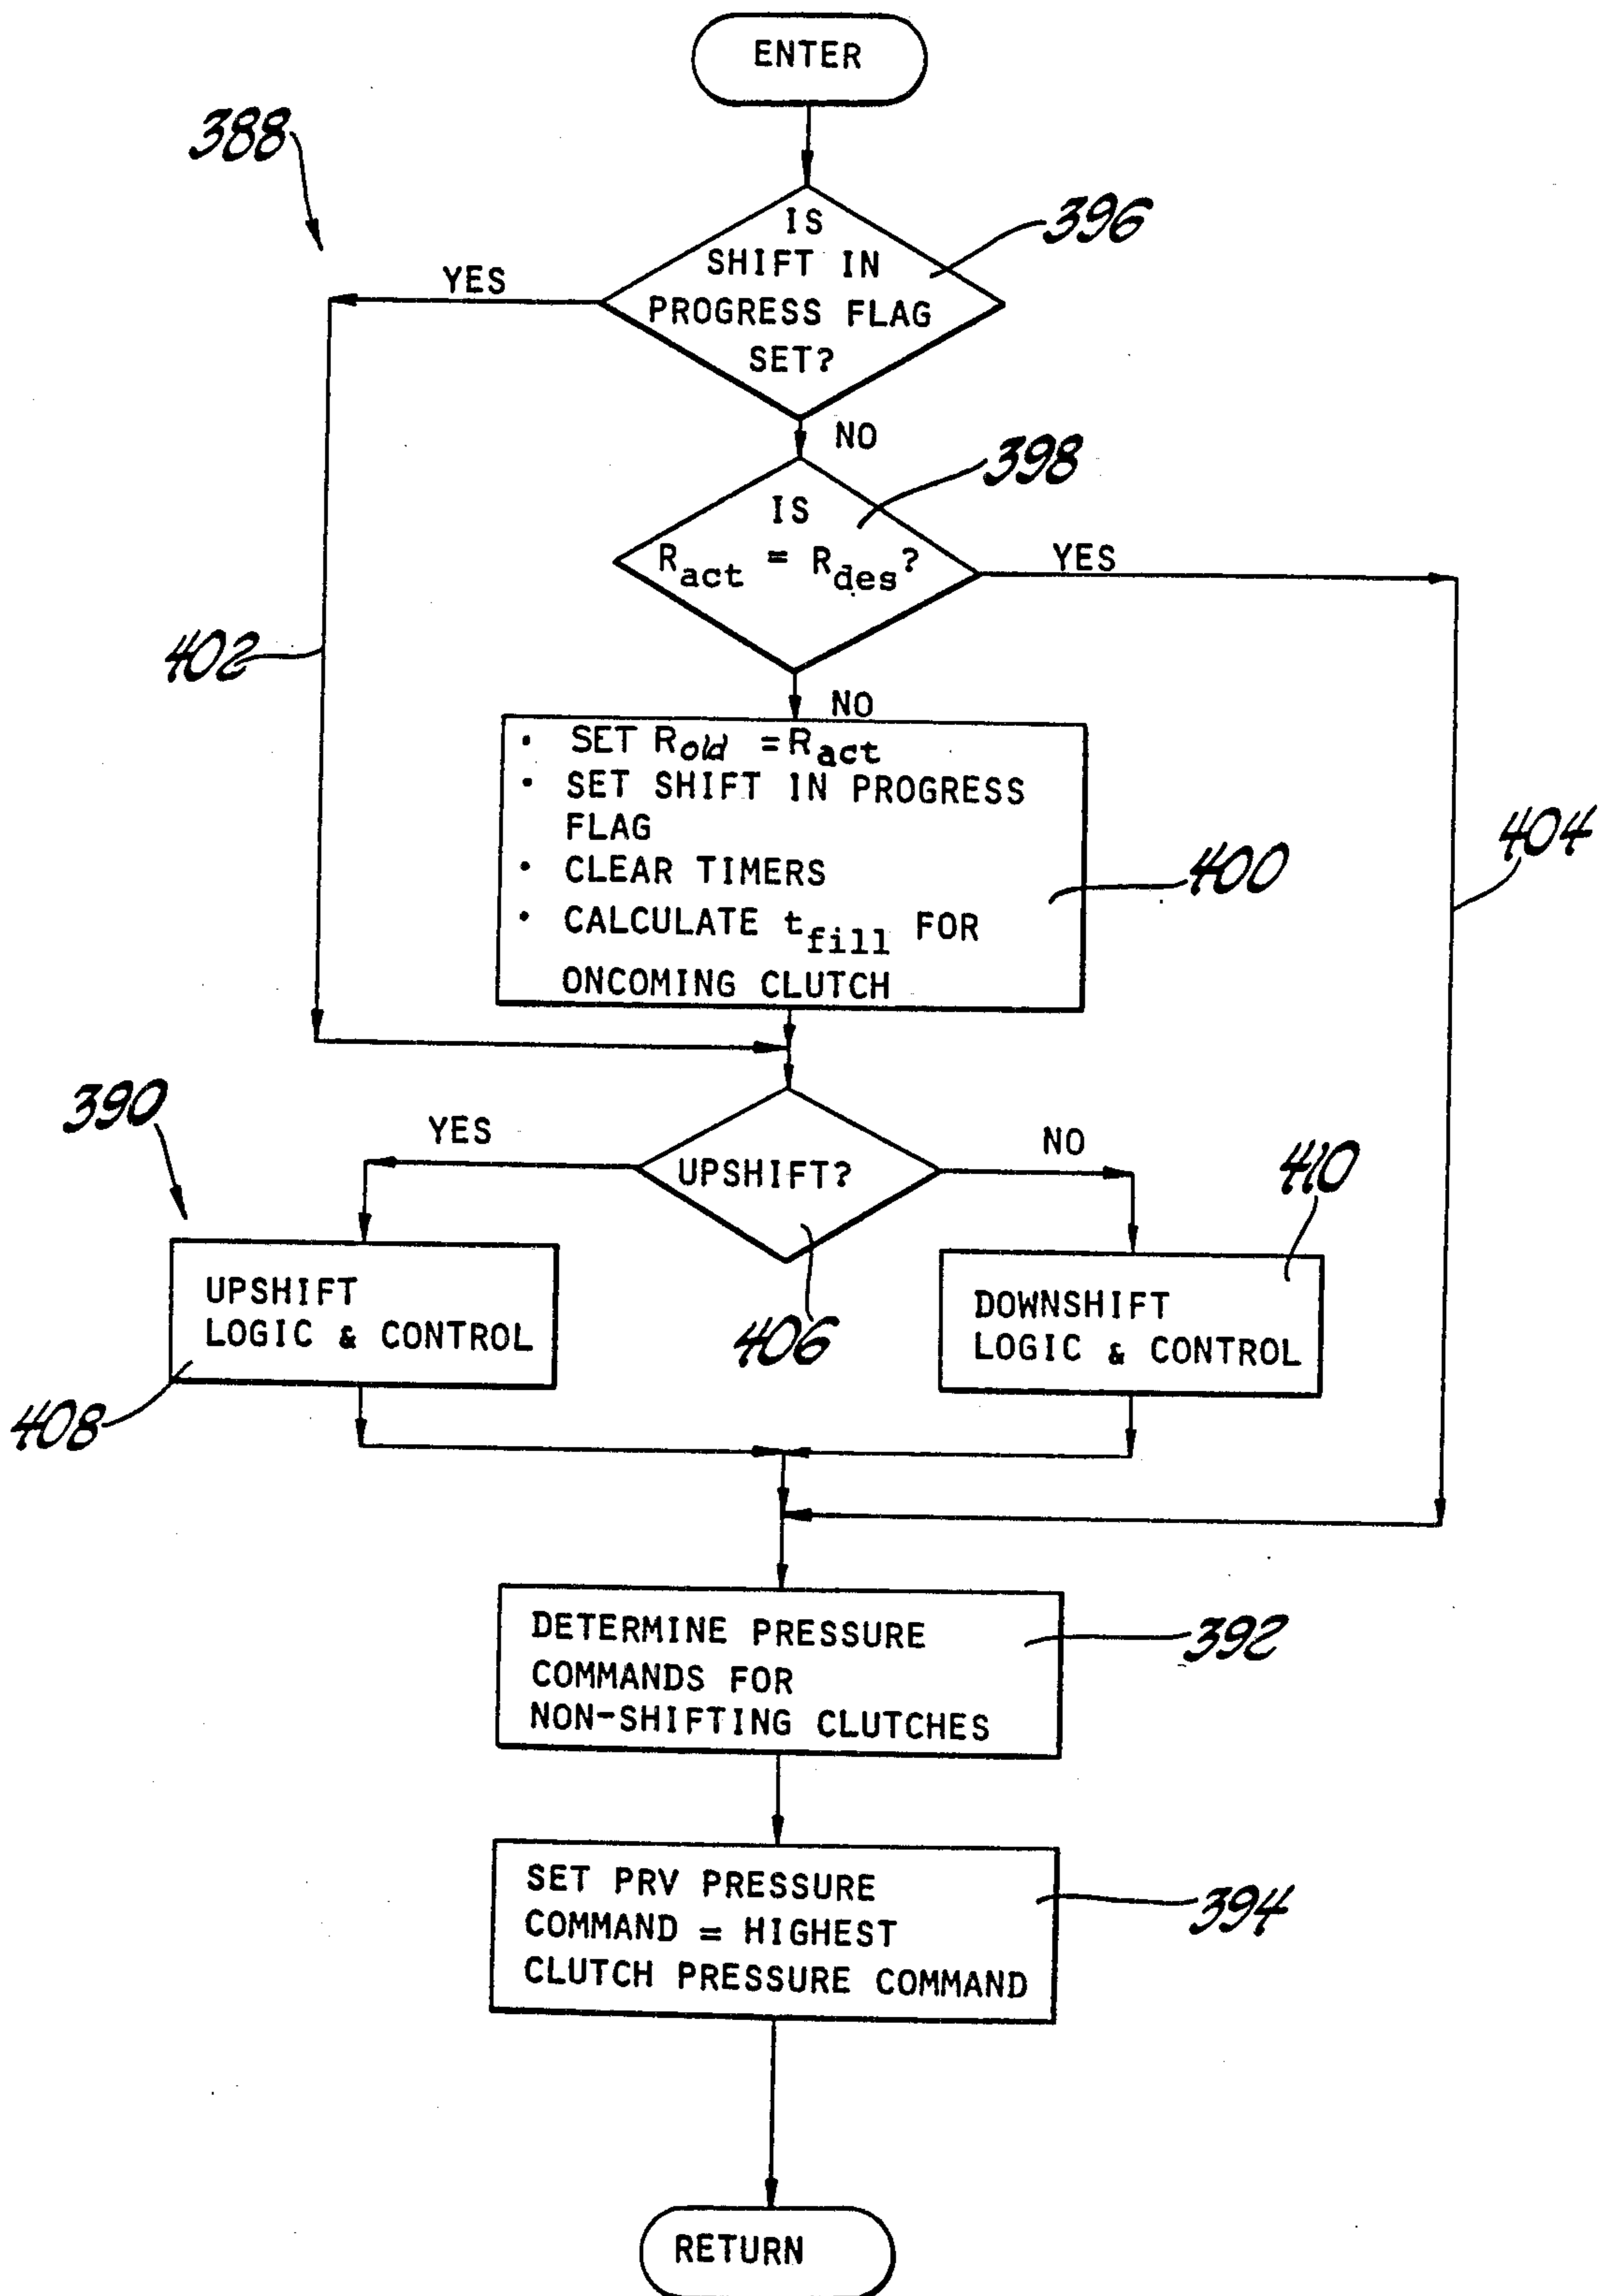 ENTER
388
IS
SHIFT IN
PROGRESS FLAG
SET?
396
YES
NO
398
IS
Ract = Rdes?
YES
402
NO
• SET Rold = Ract
• SET SHIFT IN PROGRESS
FLAG
• CLEAR TIMERS
• CALCULATE tfill FOR
ONCOMING CLUTCH
400
404
390
YES
UPSHIFT?
NO
410
UPSHIFT
LOGIC & CONTROL
406
DOWNSHIFT
LOGIC & CONTROL
408
DETERMINE PRESSURE
COMMANDS FOR
NON-SHIFTING CLUTCHES
392
SET PRV PRESSURE
COMMAND = HIGHEST
CLUTCH PRESSURE COMMAND
394
RETURN